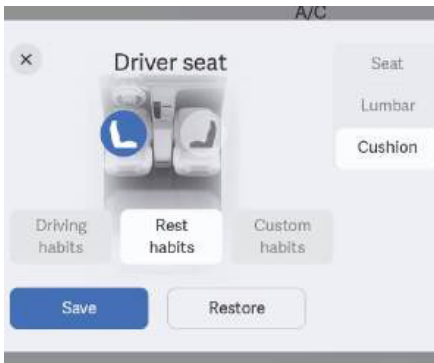 A/C
Driver seat
Seat
Lumbar
Cushion
Driving
habits
Rest
habits
Custom
habits
Save
Restore